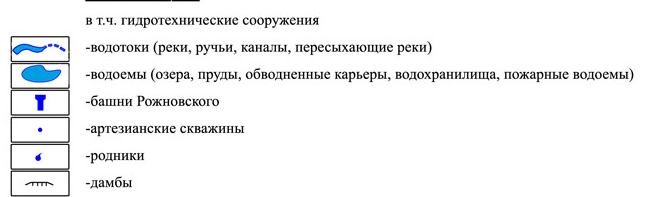 в т.ч. гидротехнические сооружения
-водотоки (реки, ручьи, каналы, пересыхающие реки)
-водоемы (озера, пруды, обводненные карьеры, водохранилища, пожарные водоемы)
-башни Рожновского
-артезианские скважины
-родники
-дамбы